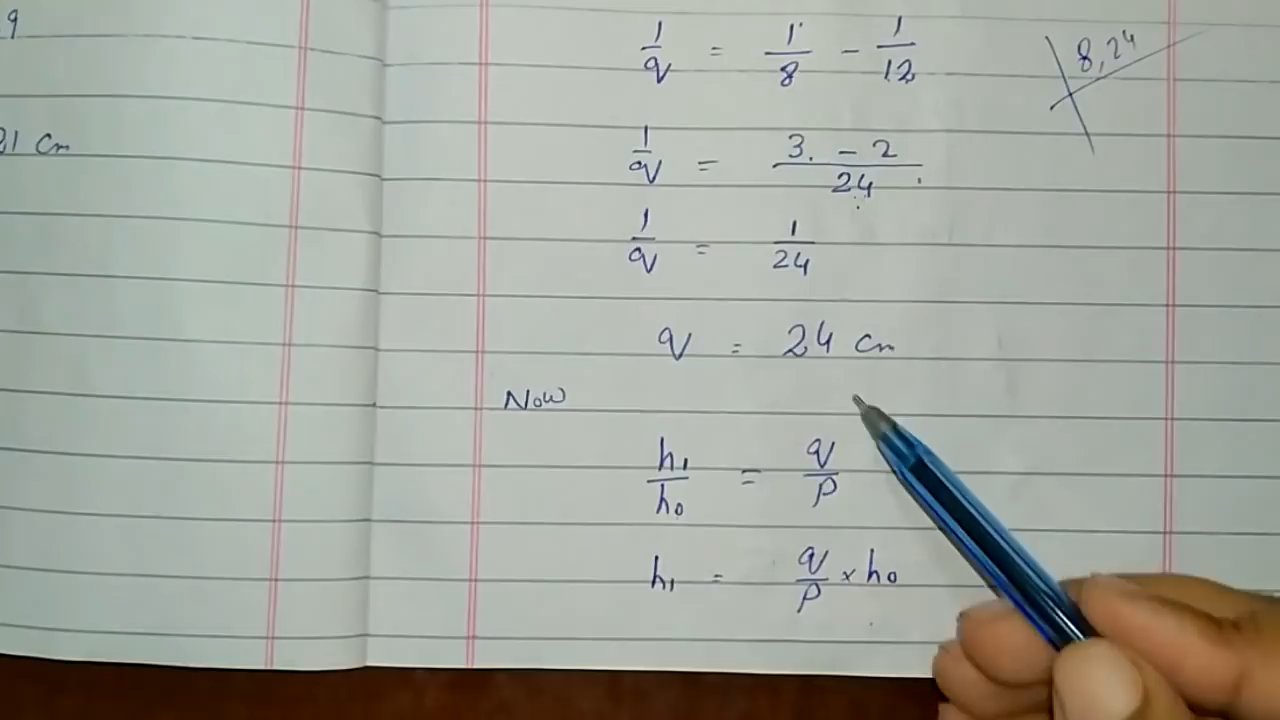 9
21 Cm
1/q = 1/8 - 1/12
8, 24
1/q = 3. - 2 / 24
1/q = 1/24
q = 24 cm
Now
h1/h0 = q/p
h1 = q/p × h0